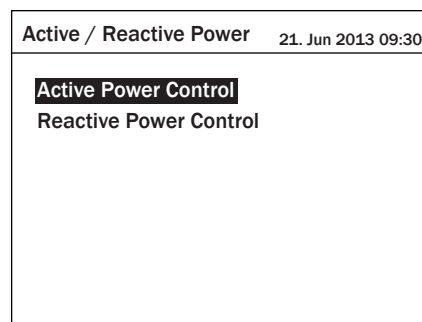 Active / Reactive Power 21. Jun 2013 09:30
Active Power Control
Reactive Power Control